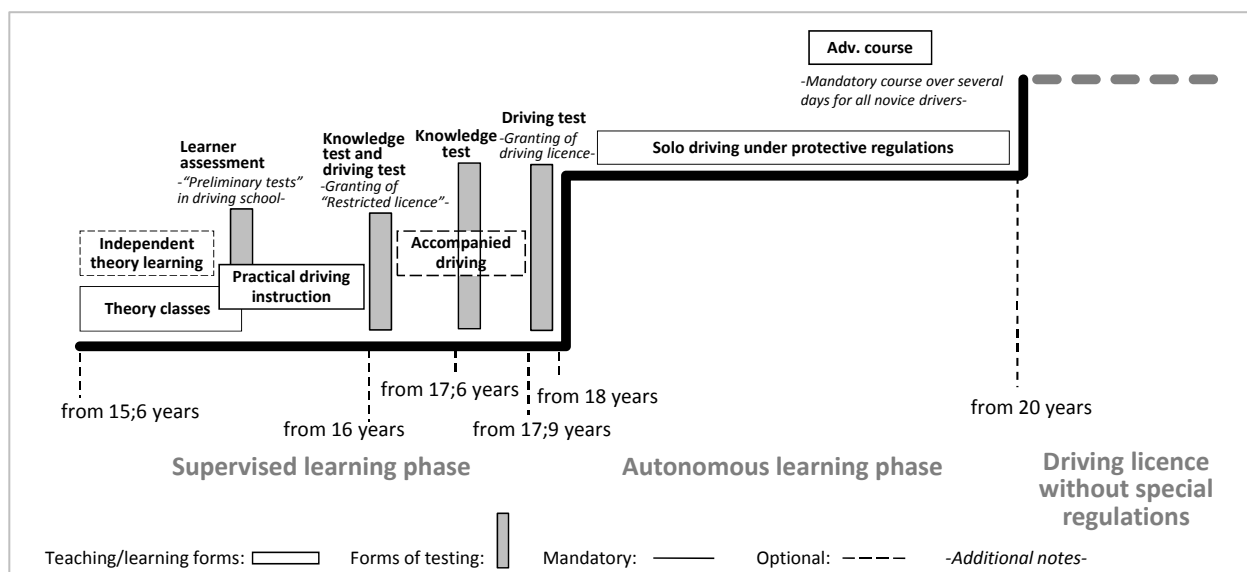 Adv. course
-Mandatory course over several
days for all novice drivers-
Driving test
-Granting of
driving licence-
Knowledge
test
Knowledge
test and
driving test
-Granting of
"Restricted licence"-
Learner
assessment
-"Preliminary tests"
in driving school-
Solo driving under protective regulations
Independent
theory learning
Accompanied
driving
Practical driving
instruction
Theory classes
from 15;6 years
from 16 years
from 17;6 years
from 17;9 years
from 18 years
from 20 years
Supervised learning phase
Autonomous learning phase
Driving licence
without special
regulations
Teaching/learning forms:
Forms of testing:
Mandatory:
Optional:
-Additional notes-